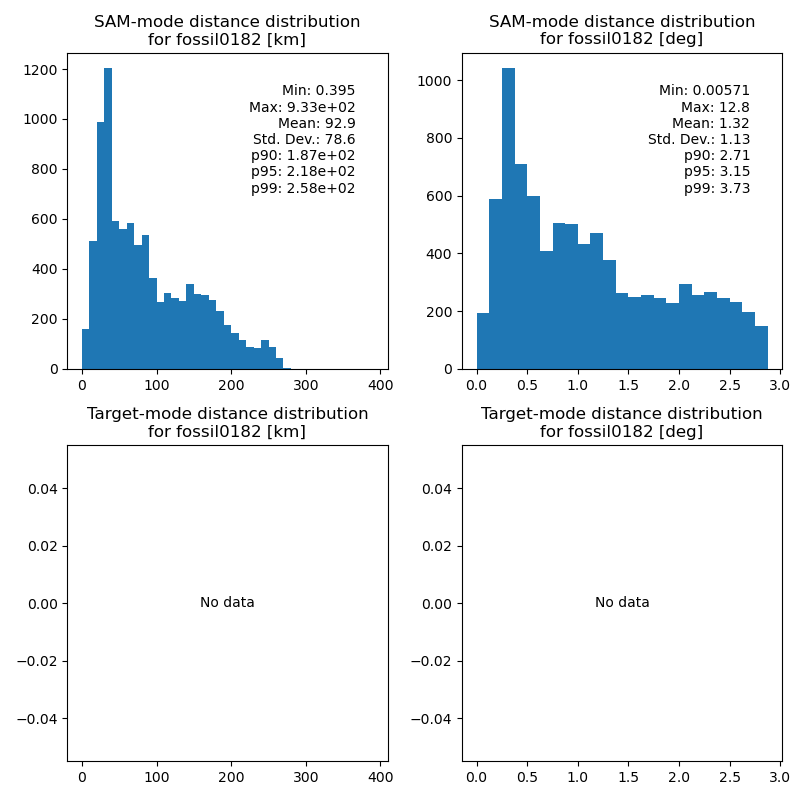 SAM-mode distance distribution
for fossil0182 [km]
Min: 0.395
Max: 9.33e+02
Mean: 92.9
Std. Dev.: 78.6
p90: 1.87e+02
p95: 2.18e+02
p99: 2.58e+02
1200
1000
800
600
400
200
0
0 100 200 300 400
SAM-mode distance distribution
for fossil0182 [deg]
Min: 0.00571
Max: 12.8
Mean: 1.32
Std. Dev.: 1.13
p90: 2.71
p95: 3.15
p99: 3.73
1000
800
600
400
200
0
0.0 0.5 1.0 1.5 2.0 2.5 3.0
Target-mode distance distribution
for fossil0182 [km]
0.04
0.02
0.00
−0.02
−0.04
No data
0 100 200 300 400
Target-mode distance distribution
for fossil0182 [deg]
0.04
0.02
0.00
−0.02
−0.04
No data
0.0 0.5 1.0 1.5 2.0 2.5 3.0